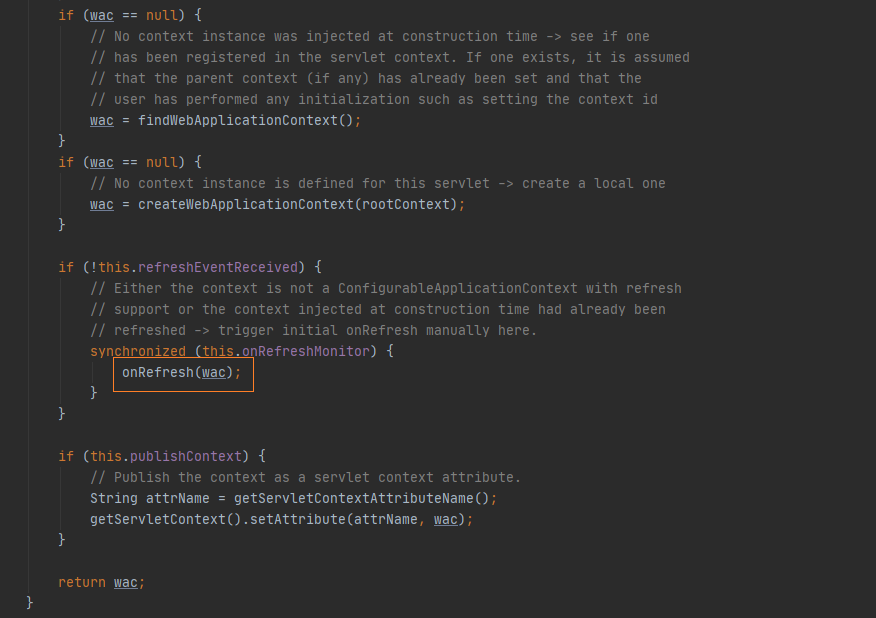 if (wac == null) {
// No context instance was injected at construction time -> see if one
// has been registered in the servlet context. If one exists, it is assumed
// that the parent context (if any) has already been set and that the
// user has performed any initialization such as setting the context id
wac = findWebApplicationContext();
}
if (wac == null) {
// No context instance is defined for this servlet -> create a local one
wac = createWebApplicationContext(rootContext);
}
if (!this.refreshEventReceived) {
// Either the context is not a ConfigurableApplicationContext with refresh
// support or the context injected at construction time had already been
// refreshed -> trigger initial onRefresh manually here.
synchronized (this.onRefreshMonitor) {
onRefresh(wac);
}
}
if (this.publishContext) {
// Publish the context as a servlet context attribute.
String attrName = getServletContextAttributeName();
getServletContext().setAttribute(attrName, wac);
}
return wac;
}